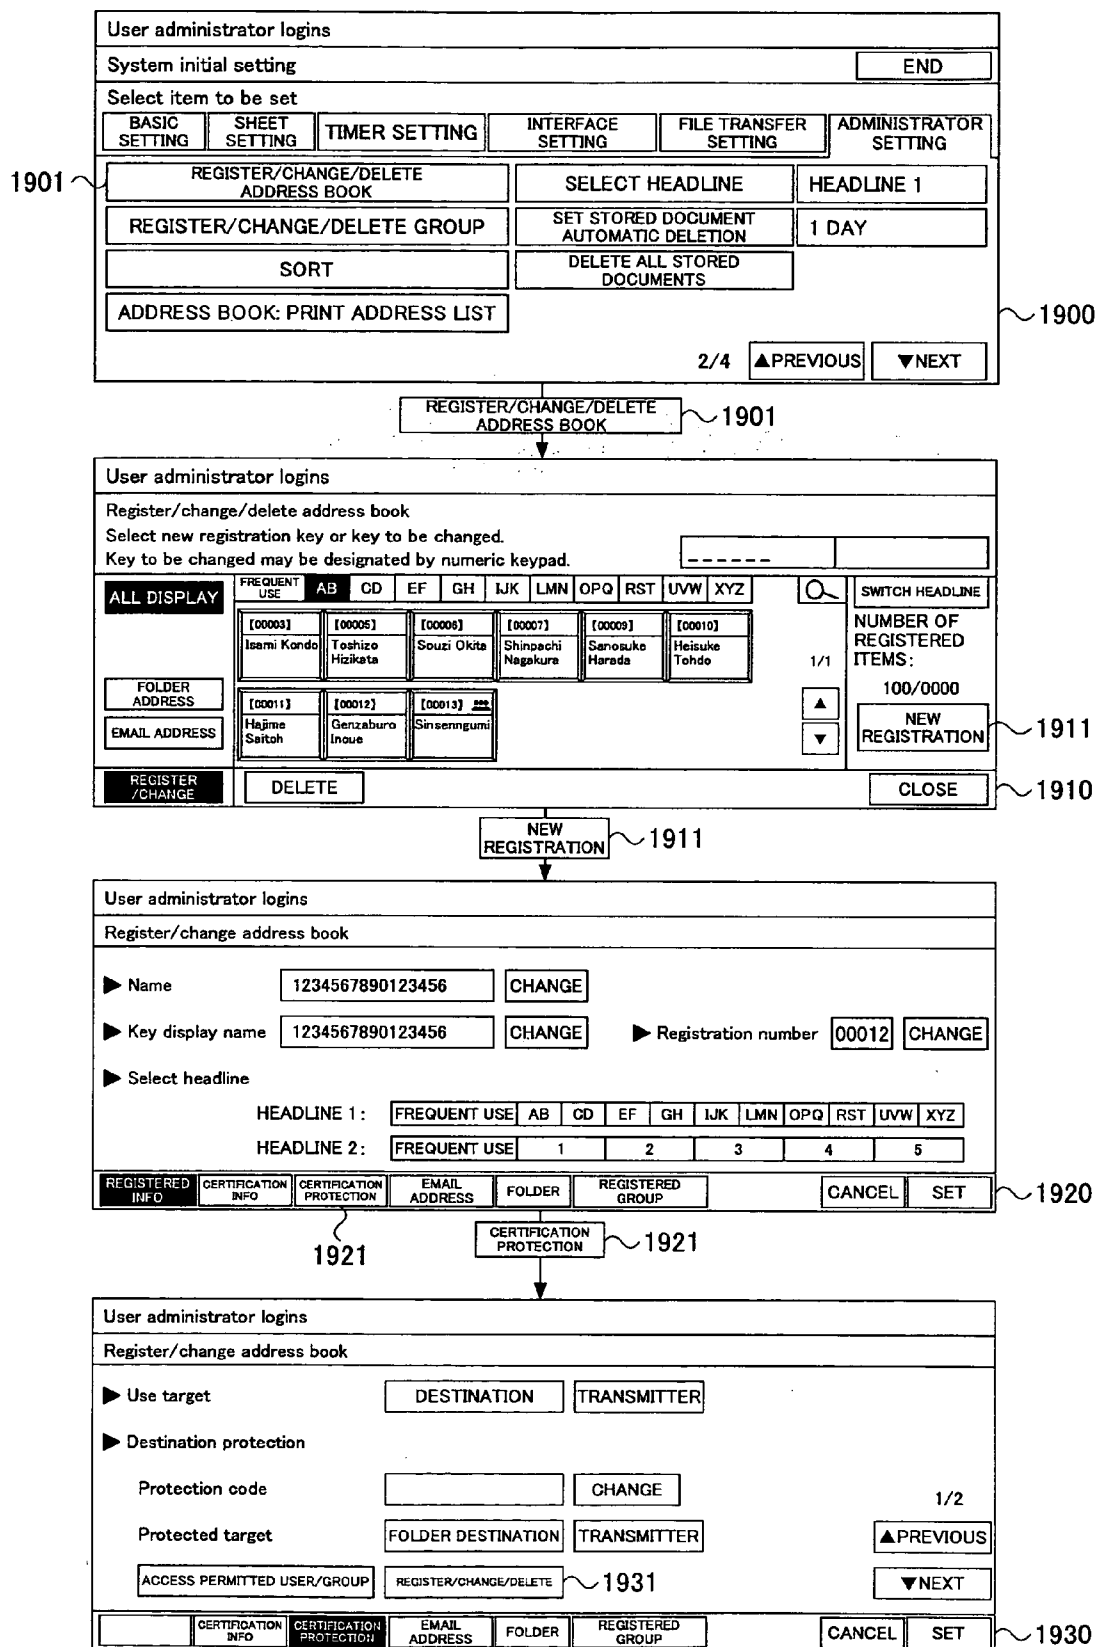 User administrator logins
System initial setting
END
Select item to be set
BASIC
SETTING
SHEET
SETTING
TIMER SETTING
INTERFACE
SETTING
FILE TRANSFER
SETTING
ADMINISTRATOR
SETTING
1901
REGISTER/CHANGE/DELETE
ADDRESS BOOK
SELECT HEADLINE
HEADLINE 1
REGISTER/CHANGE/DELETE GROUP
SET STORED DOCUMENT
AUTOMATIC DELETION
1 DAY
SORT
DELETE ALL STORED
DOCUMENTS
ADDRESS BOOK: PRINT ADDRESS LIST
1900
2/4
▲PREVIOUS
▼NEXT
REGISTER/CHANGE/DELETE
ADDRESS BOOK
1901
User administrator logins
Register/change/delete address book
Select new registration key or key to be changed.
Key to be changed may be designated by numeric keypad.
ALL DISPLAY
FREQUENT
USE
AB
CD
EF
GH
IJK
LMN
OPQ
RST
UVW
XYZ
SWITCH HEADLINE
[00003]
Isami Kondo
[00005]
Toshizo
Hizikata
[00006]
Souzi Okita
[00007]
Shinpachi
Nagakura
[00009]
Sanosuke
Harada
[00010]
Heisuke
Tohdo
1/1
NUMBER OF
REGISTERED
ITEMS:
100/0000
FOLDER
ADDRESS
EMAIL ADDRESS
[00011]
Hajime
Saitoh
[00012]
Genzaburo
Inoue
[00013]
Sinsenngumi
▲
▼
NEW
REGISTRATION
1911
REGISTER
/CHANGE
DELETE
CLOSE
1910
NEW
REGISTRATION
1911
User administrator logins
Register/change address book
▶ Name
1234567890123456
CHANGE
▶ Key display name
1234567890123456
CHANGE
▶ Registration number
00012
CHANGE
▶ Select headline
HEADLINE 1:
FREQUENT USE
AB
CD
EF
GH
IJK
LMN
OPQ
RST
UVW
XYZ
HEADLINE 2:
FREQUENT USE
1
2
3
4
5
REGISTERED
INFO
CERTIFICATION
INFO
CERTIFICATION
PROTECTION
EMAIL
ADDRESS
FOLDER
REGISTERED
GROUP
CANCEL
SET
1920
1921
CERTIFICATION
PROTECTION
1921
User administrator logins
Register/change address book
▶ Use target
DESTINATION
TRANSMITTER
▶ Destination protection
Protection code
CHANGE
1/2
Protected target
FOLDER DESTINATION
TRANSMITTER
▲PREVIOUS
ACCESS PERMITTED USER/GROUP
REGISTER/CHANGE/DELETE
1931
▼NEXT
CERTIFICATION
INFO
CERTIFICATION
PROTECTION
EMAIL
ADDRESS
FOLDER
REGISTERED
GROUP
CANCEL
SET
1930